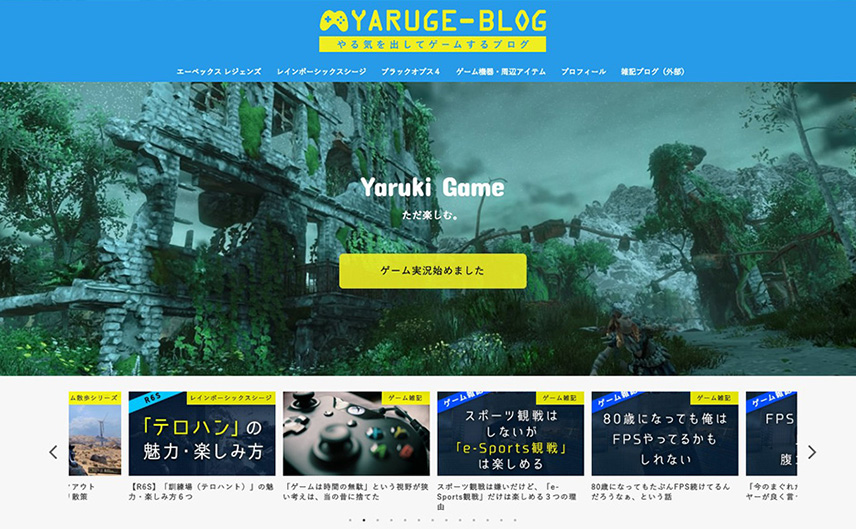 YARUGE-BLOG
やる気を出してゲームするブログ
エーペックス レジェンズ
レインボーシックスシージ
ブラックオプス4
ゲーム機器・周辺アイテム
プロフィール
雑記ブログ（外部）
Yaruki Game
ただ楽しむ。
ゲーム実況始めました
ム散歩シリーズ
アウト
散策
R6S
レインボーシックスシージ
「テロハン」の
魅力・楽しみ方
【R6S】「訓練場（テロハント）」の魅
力・楽しみ方６つ
ゲーム雑記
「ゲームは時間の無駄」という視野が狭
い考えは、当の昔に捨てた
ゲーム雑記
ゲーム雑記
スポーツ観戦は
しないが
「e-Sports観戦」
は楽しめる
スポーツ観戦は嫌いだけど、「e-
Sports観戦」だけは楽しめる３つの理
由
ゲーム雑記
ゲーム雑記
80歳になっても俺は
FPSやってるかも
しれない
80歳になってもたぶんFPS続けてるん
だろうなぁ、という話
ゲーム雑記
FPS
腹
「今のまぐれだ
ヤーが良く言っ